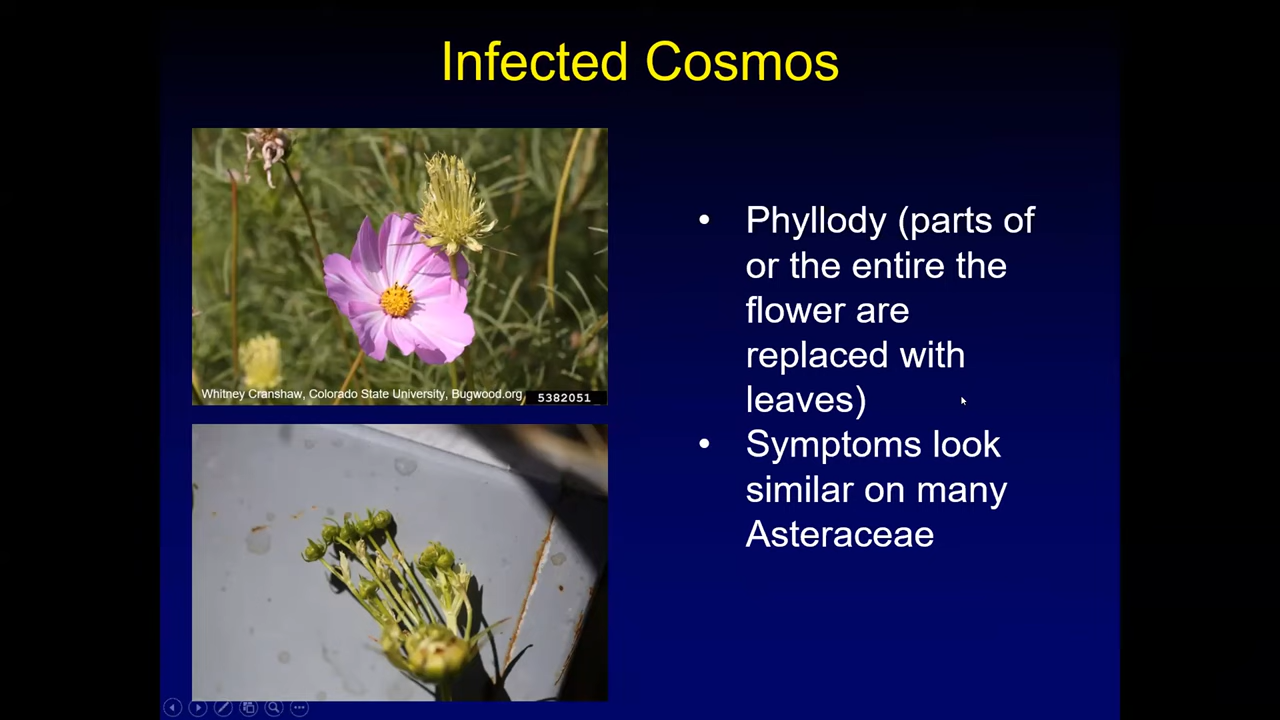 Infected Cosmos
Whitney Cranshaw, Colorado State University, Bugwood.org
5382051
• Phyllody (parts of
or the entire the
flower are
replaced with
leaves)
• Symptoms look
similar on many
Asteraceae